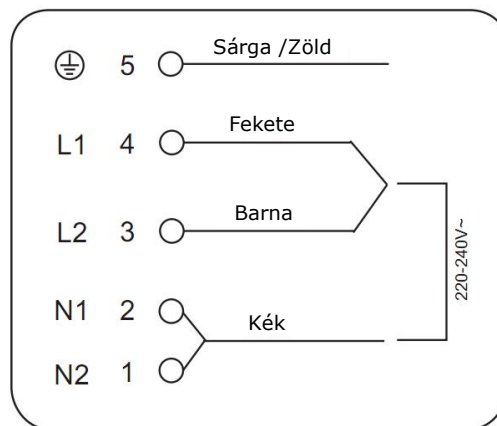 5 Sárga /Zöld
L1 4 Fekete
L2 3 Barna
220-240V~
N1 2
Kék
N2 1